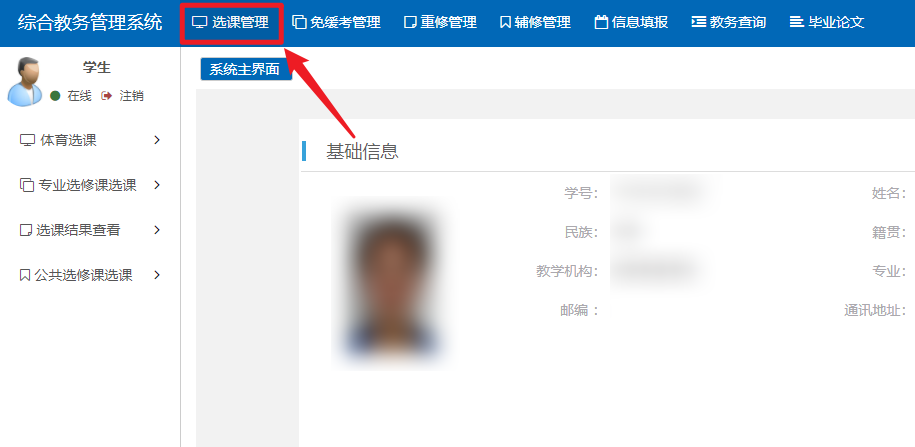 综合教务管理系统 选课管理 免缓考管理 重修管理 辅修管理 信息填报 教务查询 毕业论文
学生
在线 注销
体育选课
专业选修课选课
选课结果查看
公共选修课选课
系统主界面
基础信息
学号： 姓名：
民族： 籍贯：
教学机构： 专业：
邮编 ： 通讯地址：